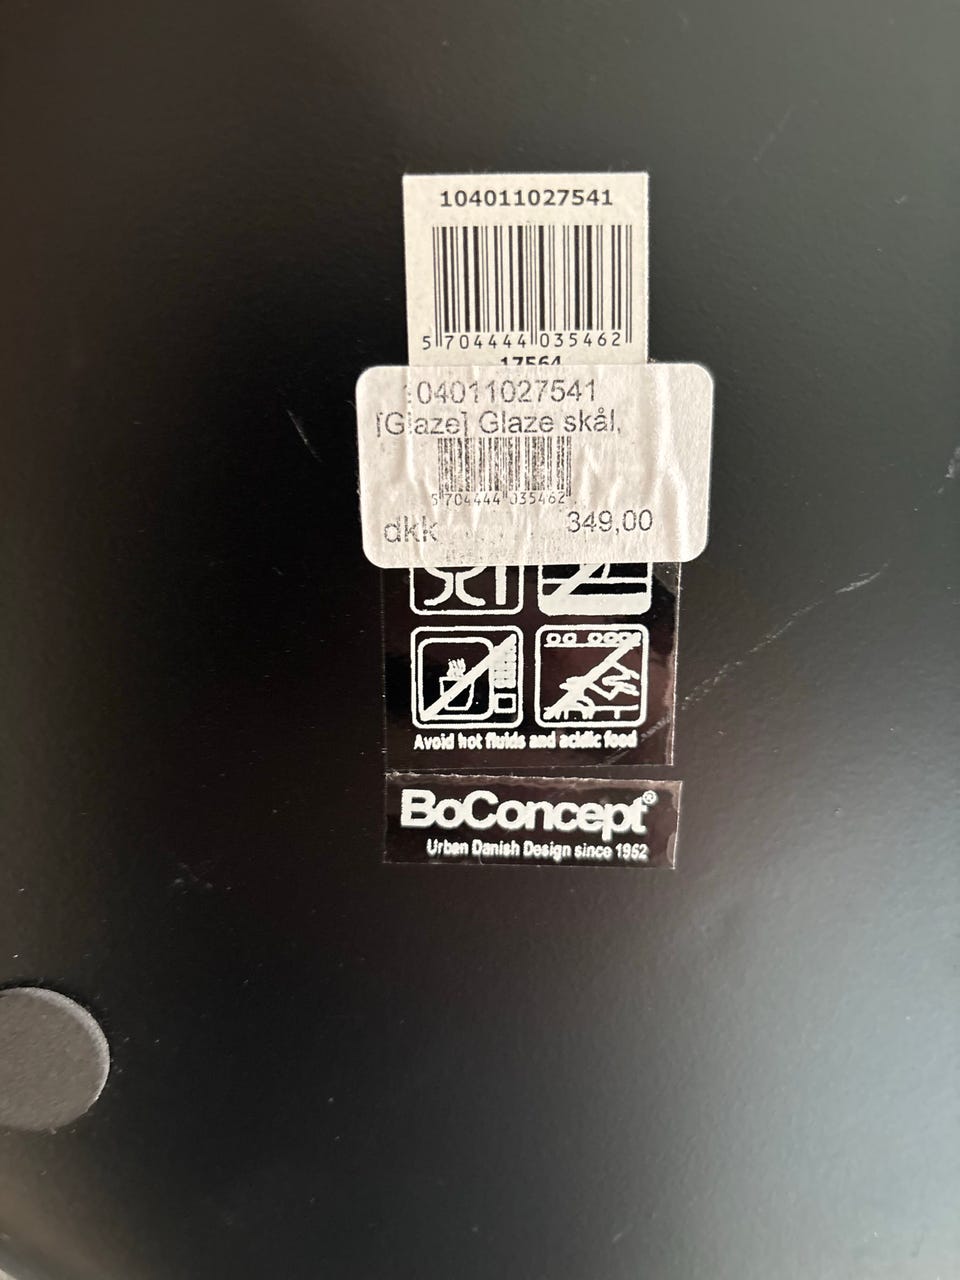 104011027541
5 704444 035462
17564
104011027541
[Glaze] Glaze skål,
5 704444 035462
dkk 349,00
Avoid hot fluids and acidic food
BoConcept®
Urban Danish Design since 1952